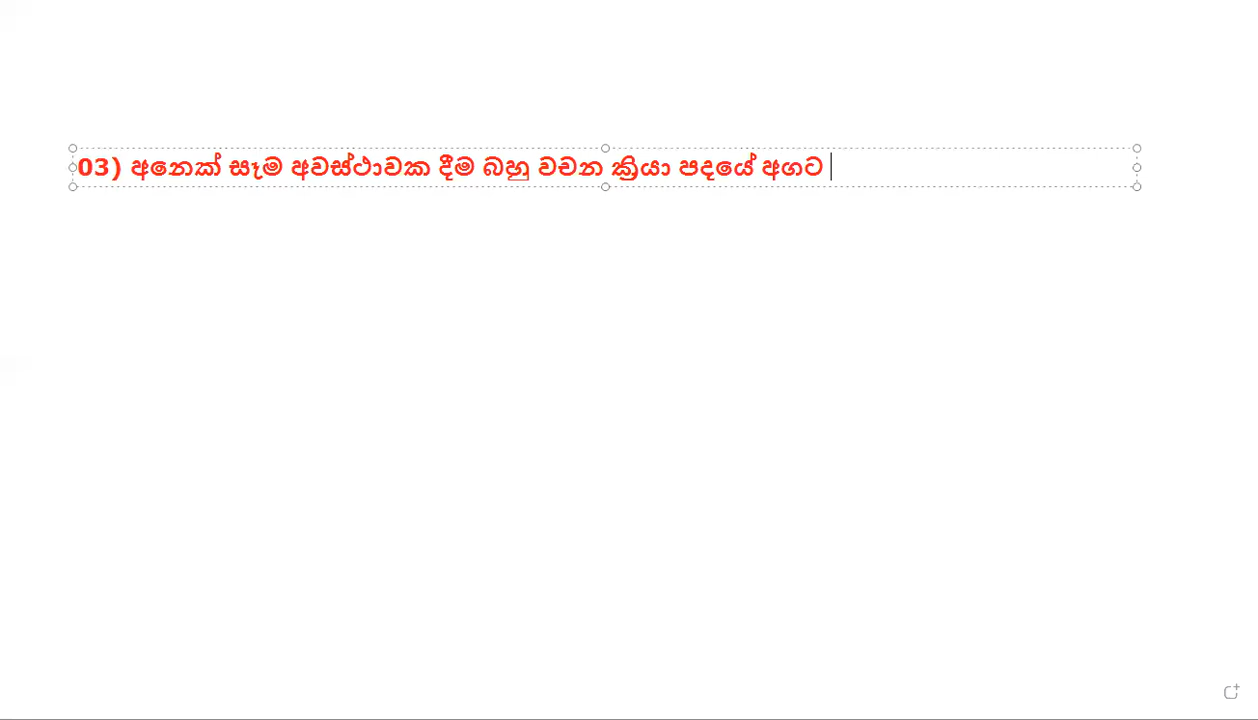 03) අනෙක් සෑම අවස්ථාවක දීම බහු වචන ක්‍රියා පදයේ අගට